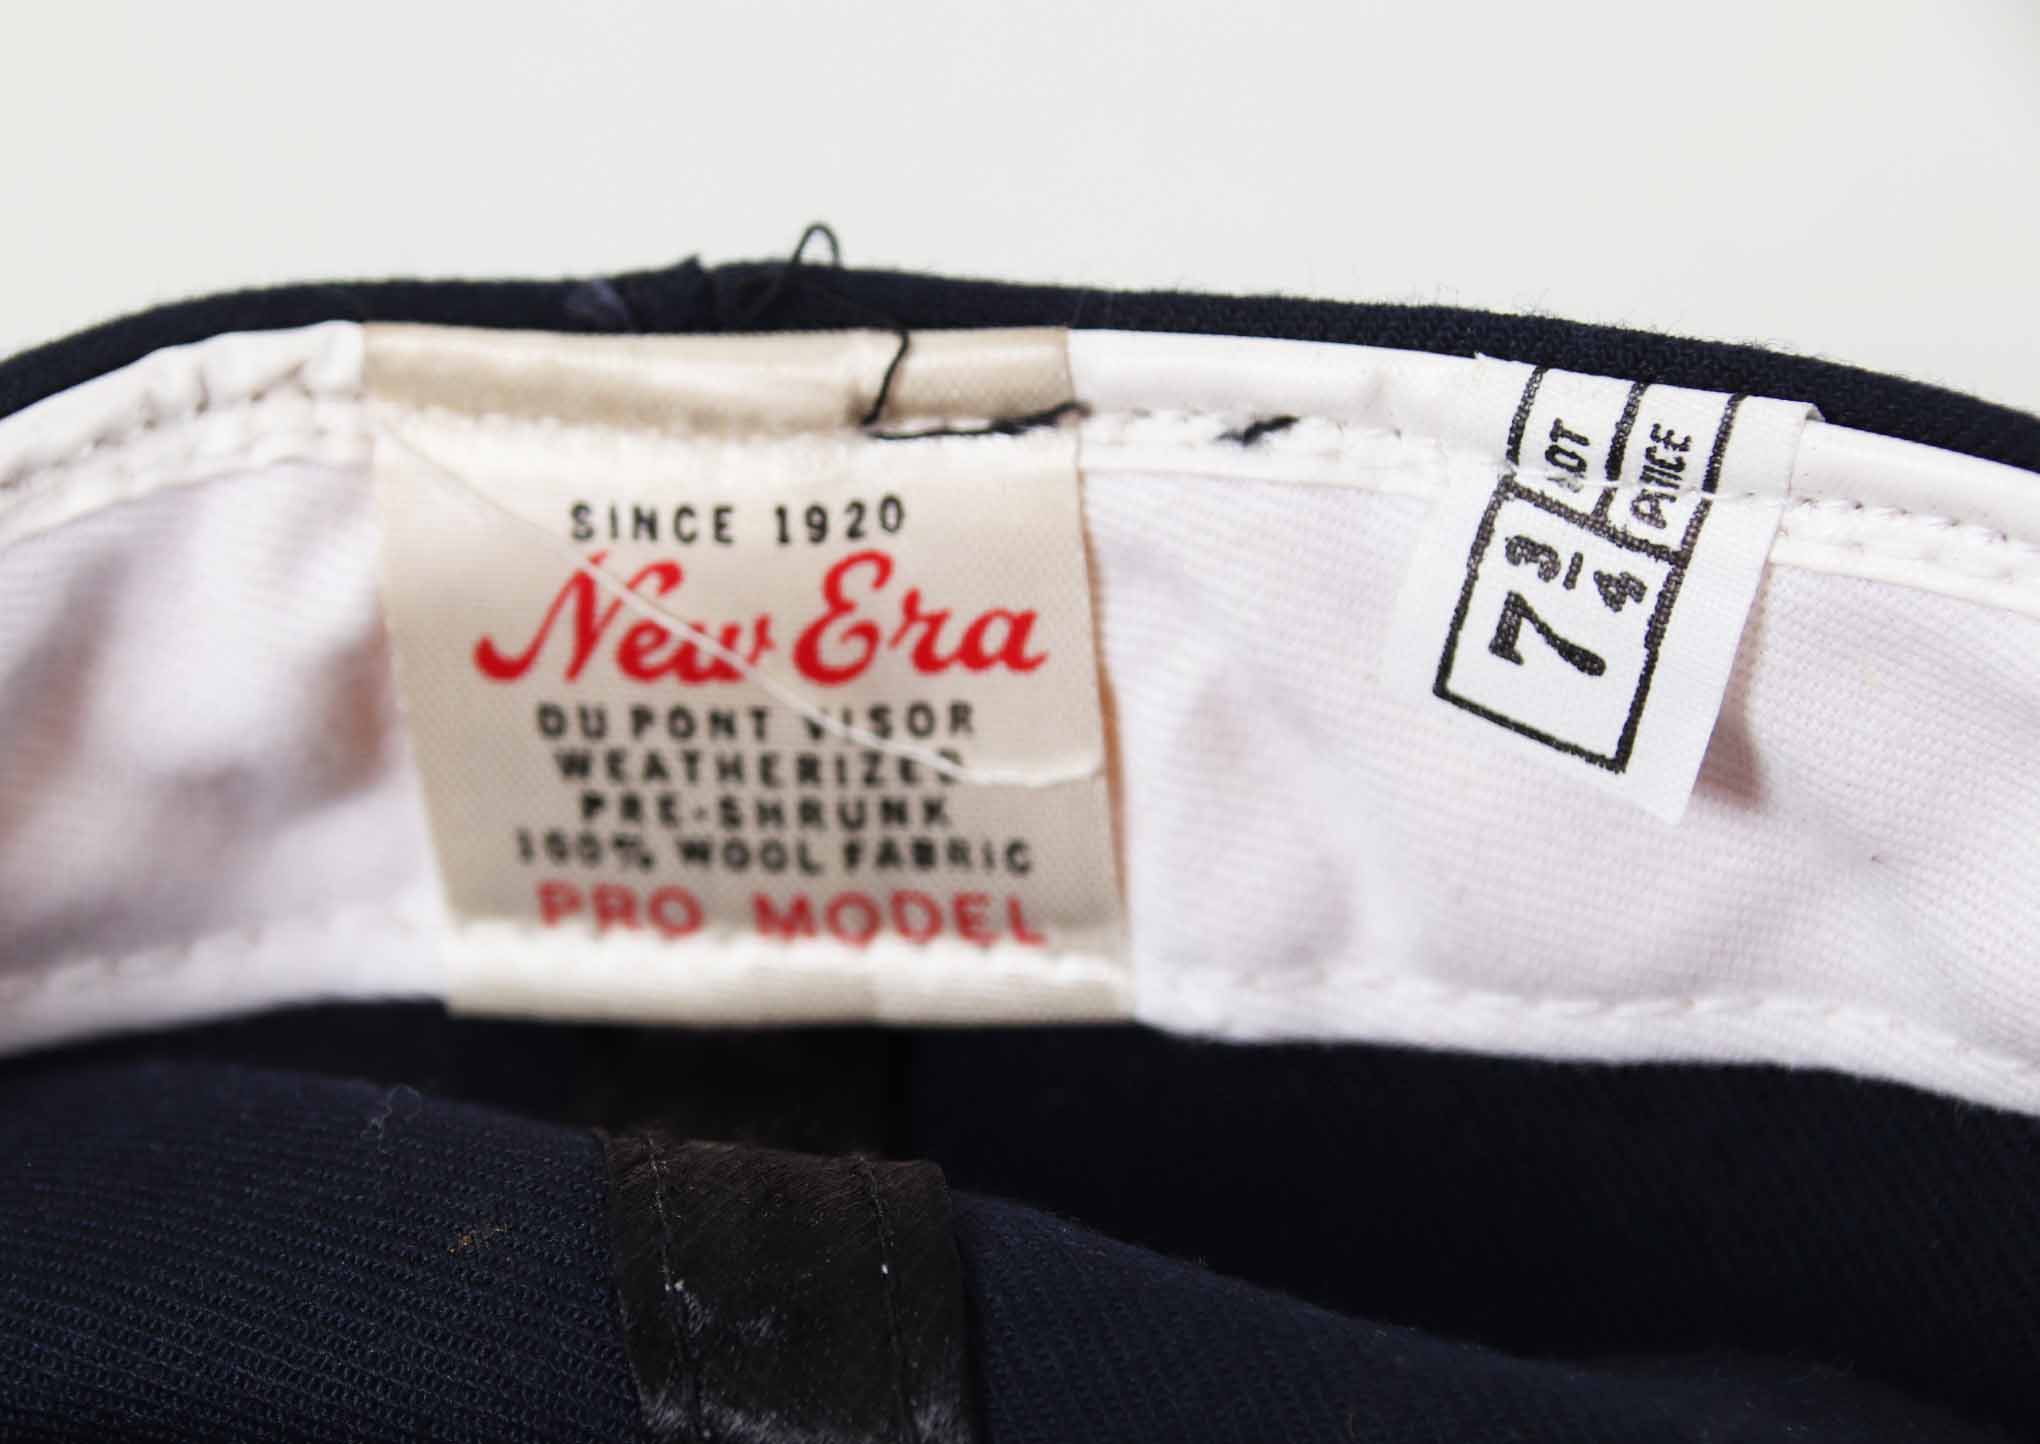 SINCE 1920
New Era
DU PONT VISOR
WEATHERIZED
PRE-SHRUNK
100% WOOL FABRIC
PRO MODEL
LOT
PRICE
7 3/4